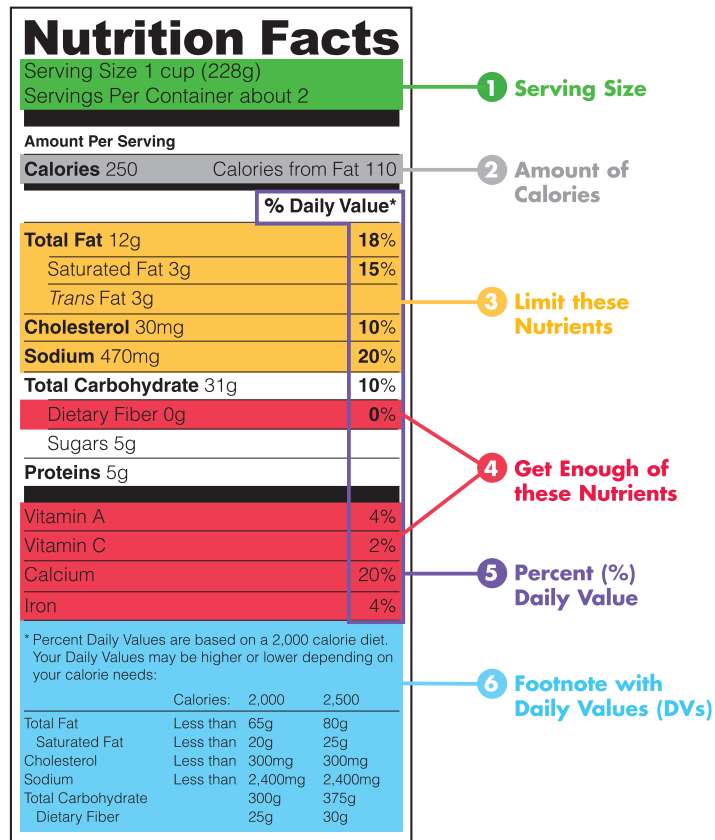 Nutrition Facts
Serving Size 1 cup (228g)
Servings Per Container about 2
Amount Per Serving
Calories 250 Calories from Fat 110
% Daily Value*
Total Fat 12g 18%
Saturated Fat 3g 15%
Trans Fat 3g
Cholesterol 30mg 10%
Sodium 470mg 20%
Total Carbohydrate 31g 10%
Dietary Fiber 0g 0%
Sugars 5g
Proteins 5g
Vitamin A 4%
Vitamin C 2%
Calcium 20%
Iron 4%
* Percent Daily Values are based on a 2,000 calorie diet.
Your Daily Values may be higher or lower depending on
your calorie needs:
Calories: 2,000 2,500
Total Fat Less than 65g 80g
Saturated Fat Less than 20g 25g
Cholesterol Less than 300mg 300mg
Sodium Less than 2,400mg 2,400mg
Total Carbohydrate 300g 375g
Dietary Fiber 25g 30g
1 Serving Size
2 Amount of
Calories
3 Limit these
Nutrients
4 Get Enough of
these Nutrients
5 Percent (%)
Daily Value
6 Footnote with
Daily Values (DVs)